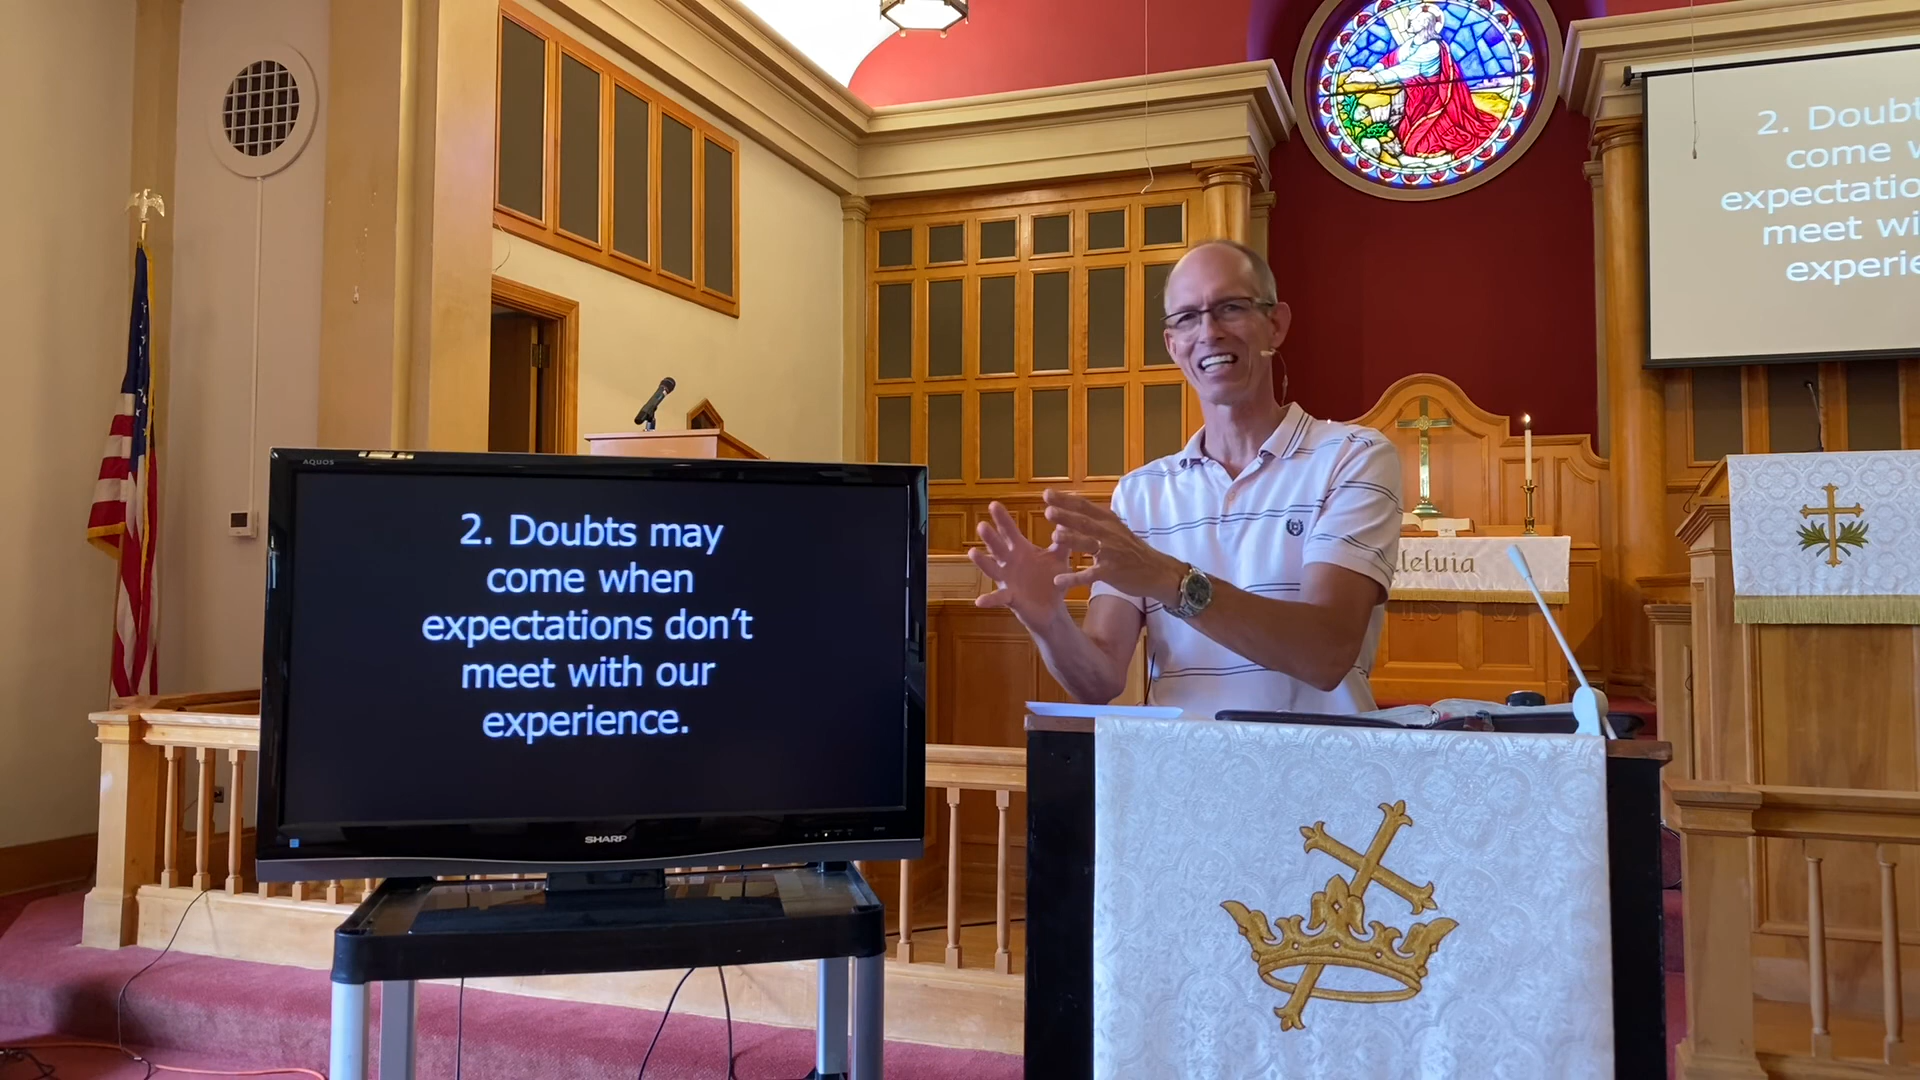 AQUOS
2. Doubts may
come when
expectations don't
meet with our
experience.
SHARP
2. Doubt
come w
expectatio
meet wi
experie
leluia